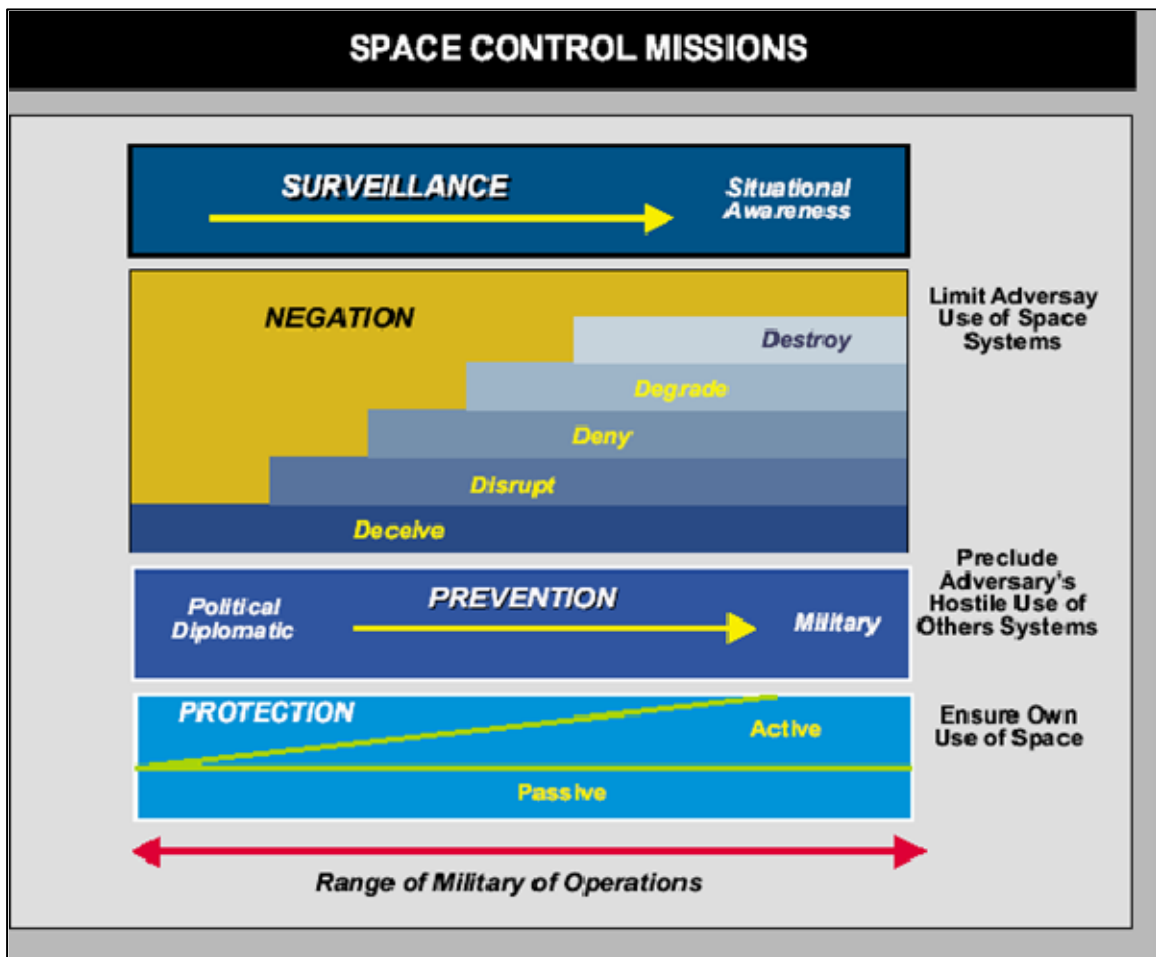 SPACE CONTROL MISSIONS
SURVEILLANCE
Situational
Awareness
NEGATION
Destroy
Degrade
Deny
Disrupt
Deceive
Limit Adversay
Use of Space
Systems
Political
Diplomatic
PREVENTION
Military
Preclude
Adversary's
Hostile Use of
Others Systems
PROTECTION
Active
Passive
Ensure Own
Use of Space
Range of Military of Operations